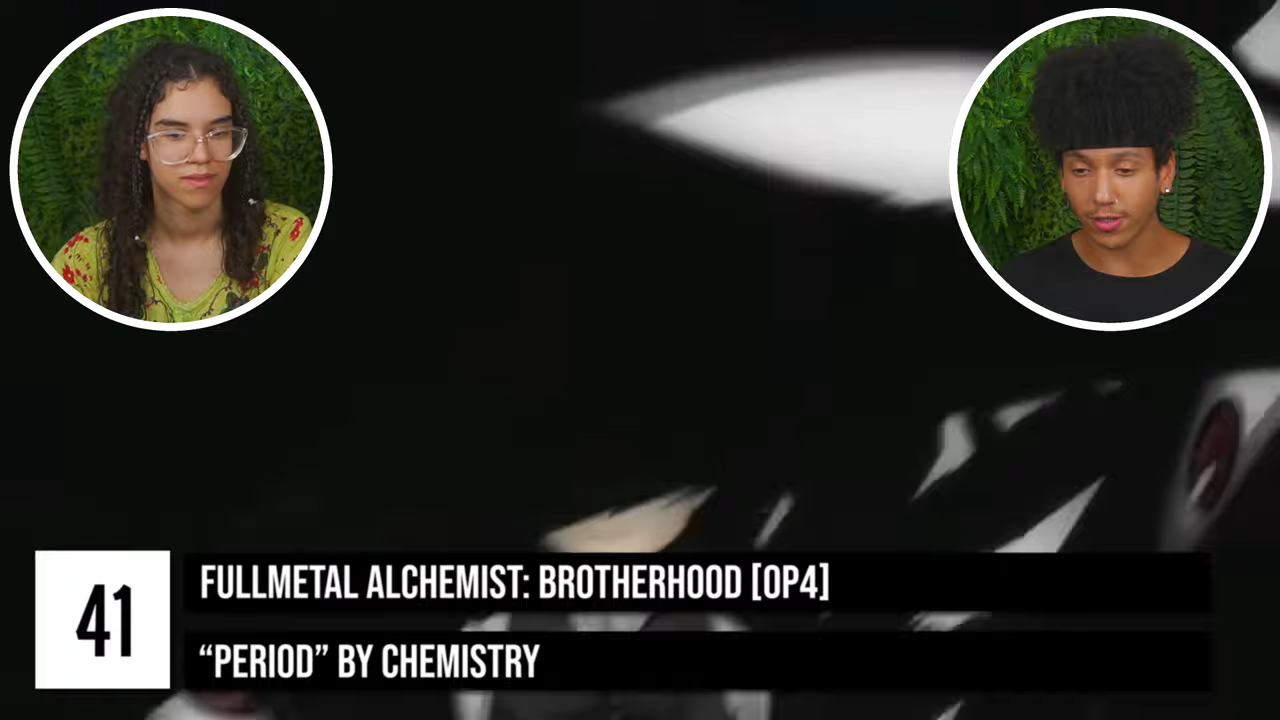 41
FULLMETAL ALCHEMIST: BROTHERHOOD [OP4]
“PERIOD” BY CHEMISTRY